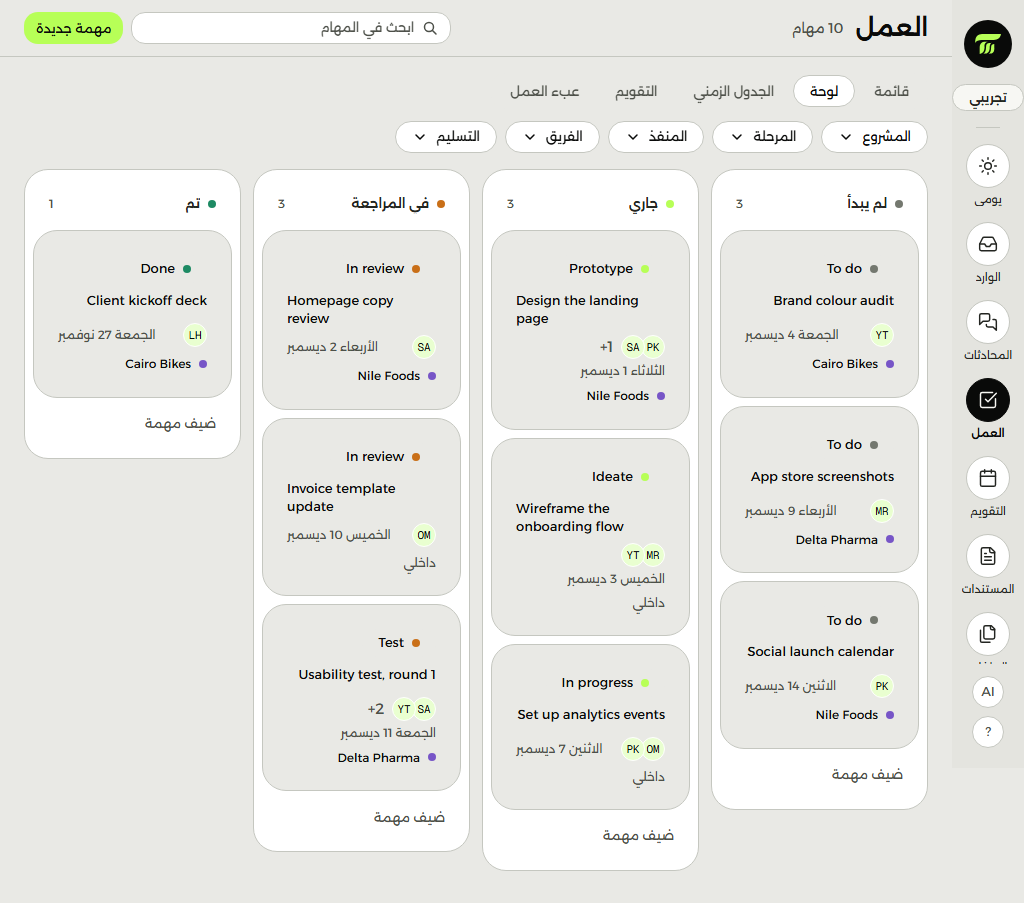 تجريبي
يومي
الوارد
المحادثات
العمل
التقويم
المستندات
AI
?
العمل
10 مهام
ابحث في المهام
مهمة جديدة
قائمة
لوحة
الجدول الزمني
التقويم
عبء العمل
المشروع
المرحلة
المنفذ
الفريق
التسليم
لم يبدأ
3
To do
Brand colour audit
YT
الجمعة 4 ديسمبر
Cairo Bikes
To do
App store screenshots
MR
الأربعاء 9 ديسمبر
Delta Pharma
To do
Social launch calendar
PK
الاثنين 14 ديسمبر
Nile Foods
ضيف مهمة
جاري
3
Prototype
Design the landing
page
SA PK +1
الثلاثاء 1 ديسمبر
Nile Foods
Ideate
Wireframe the
onboarding flow
YT MR
الخميس 3 ديسمبر
داخلي
In progress
Set up analytics events
PK OM
الاثنين 7 ديسمبر
داخلي
ضيف مهمة
في المراجعة
3
In review
Homepage copy
review
SA
الأربعاء 2 ديسمبر
Nile Foods
In review
Invoice template
update
OM
الخميس 10 ديسمبر
داخلي
Test
Usability test, round 1
YT SA +2
الجمعة 11 ديسمبر
Delta Pharma
ضيف مهمة
تم
1
Done
Client kickoff deck
LH
الجمعة 27 نوفمبر
Cairo Bikes
ضيف مهمة